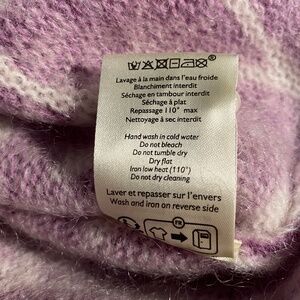 Lavage à la main dans l'eau froide
Blanchiment interdit
Séchage en tambour interdit
Séchage à plat
Repassage 110° max
Nettoyage à sec interdit
Hand wash in cold water
Do not bleach
Do not tumble dry
Dry flat
Iron low heat (110°)
Do not dry cleaning
Laver et repasser sur l'envers
Wash and iron on reverse side
FR